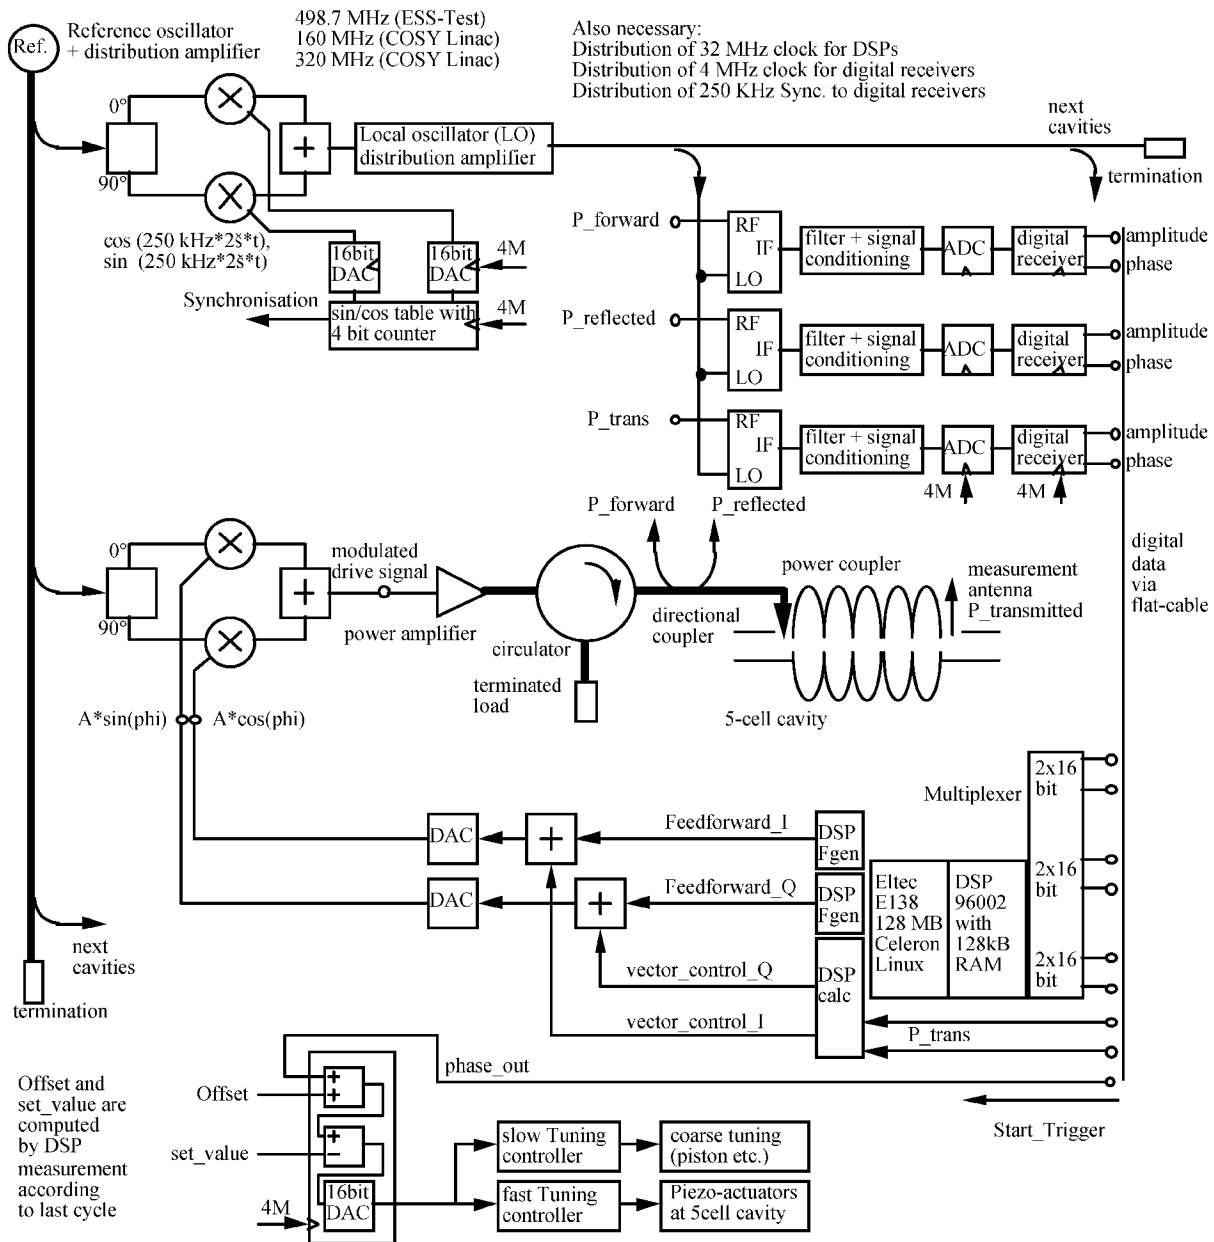 Ref.
Reference oscillator
+ distribution amplifier
498.7 MHz (ESS-Test)
160 MHz (COSY Linac)
320 MHz (COSY Linac)
Also necessary:
Distribution of 32 MHz clock for DSPs
Distribution of 4 MHz clock for digital receivers
Distribution of 250 KHz Sync. to digital receivers
0°
90°
+
Local oscillator (LO)
distribution amplifier
next
cavities
termination
cos (250 kHz*2š*t),
sin (250 kHz*2š*t)
16bit
DAC
16bit
DAC
4M
Synchronisation
sin/cos table with
4 bit counter
4M
P_forward
RF
IF
LO
filter + signal
conditioning
ADC
digital
receiver
amplitude
phase
P_reflected
RF
IF
LO
filter + signal
conditioning
ADC
digital
receiver
amplitude
phase
P_trans
RF
IF
LO
filter + signal
conditioning
ADC
digital
receiver
amplitude
phase
4M
4M
P_forward
P_reflected
0°
90°
+
modulated
drive signal
power amplifier
circulator
terminated
load
directional
coupler
power coupler
measurement
antenna
P_transmitted
5-cell cavity
digital
data
via
flat-cable
A*sin(phi)
A*cos(phi)
Multiplexer
2x16
bit
2x16
bit
2x16
bit
DAC
+
Feedforward_I
DSP
Fgen
DAC
+
Feedforward_Q
DSP
Fgen
Eltec
E138
128 MB
Celeron
Linux
DSP
96002
with
128kB
RAM
vector_control_Q
DSP
calc
vector_control_I
P_trans
next
cavities
termination
phase_out
Start_Trigger
Offset and
set_value are
computed
by DSP
measurement
according
to last cycle
Offset
+
+
set_value
+
−
4M
16bit
DAC
slow Tuning
controller
coarse tuning
(piston etc.)
fast Tuning
controller
Piezo-actuators
at 5cell cavity